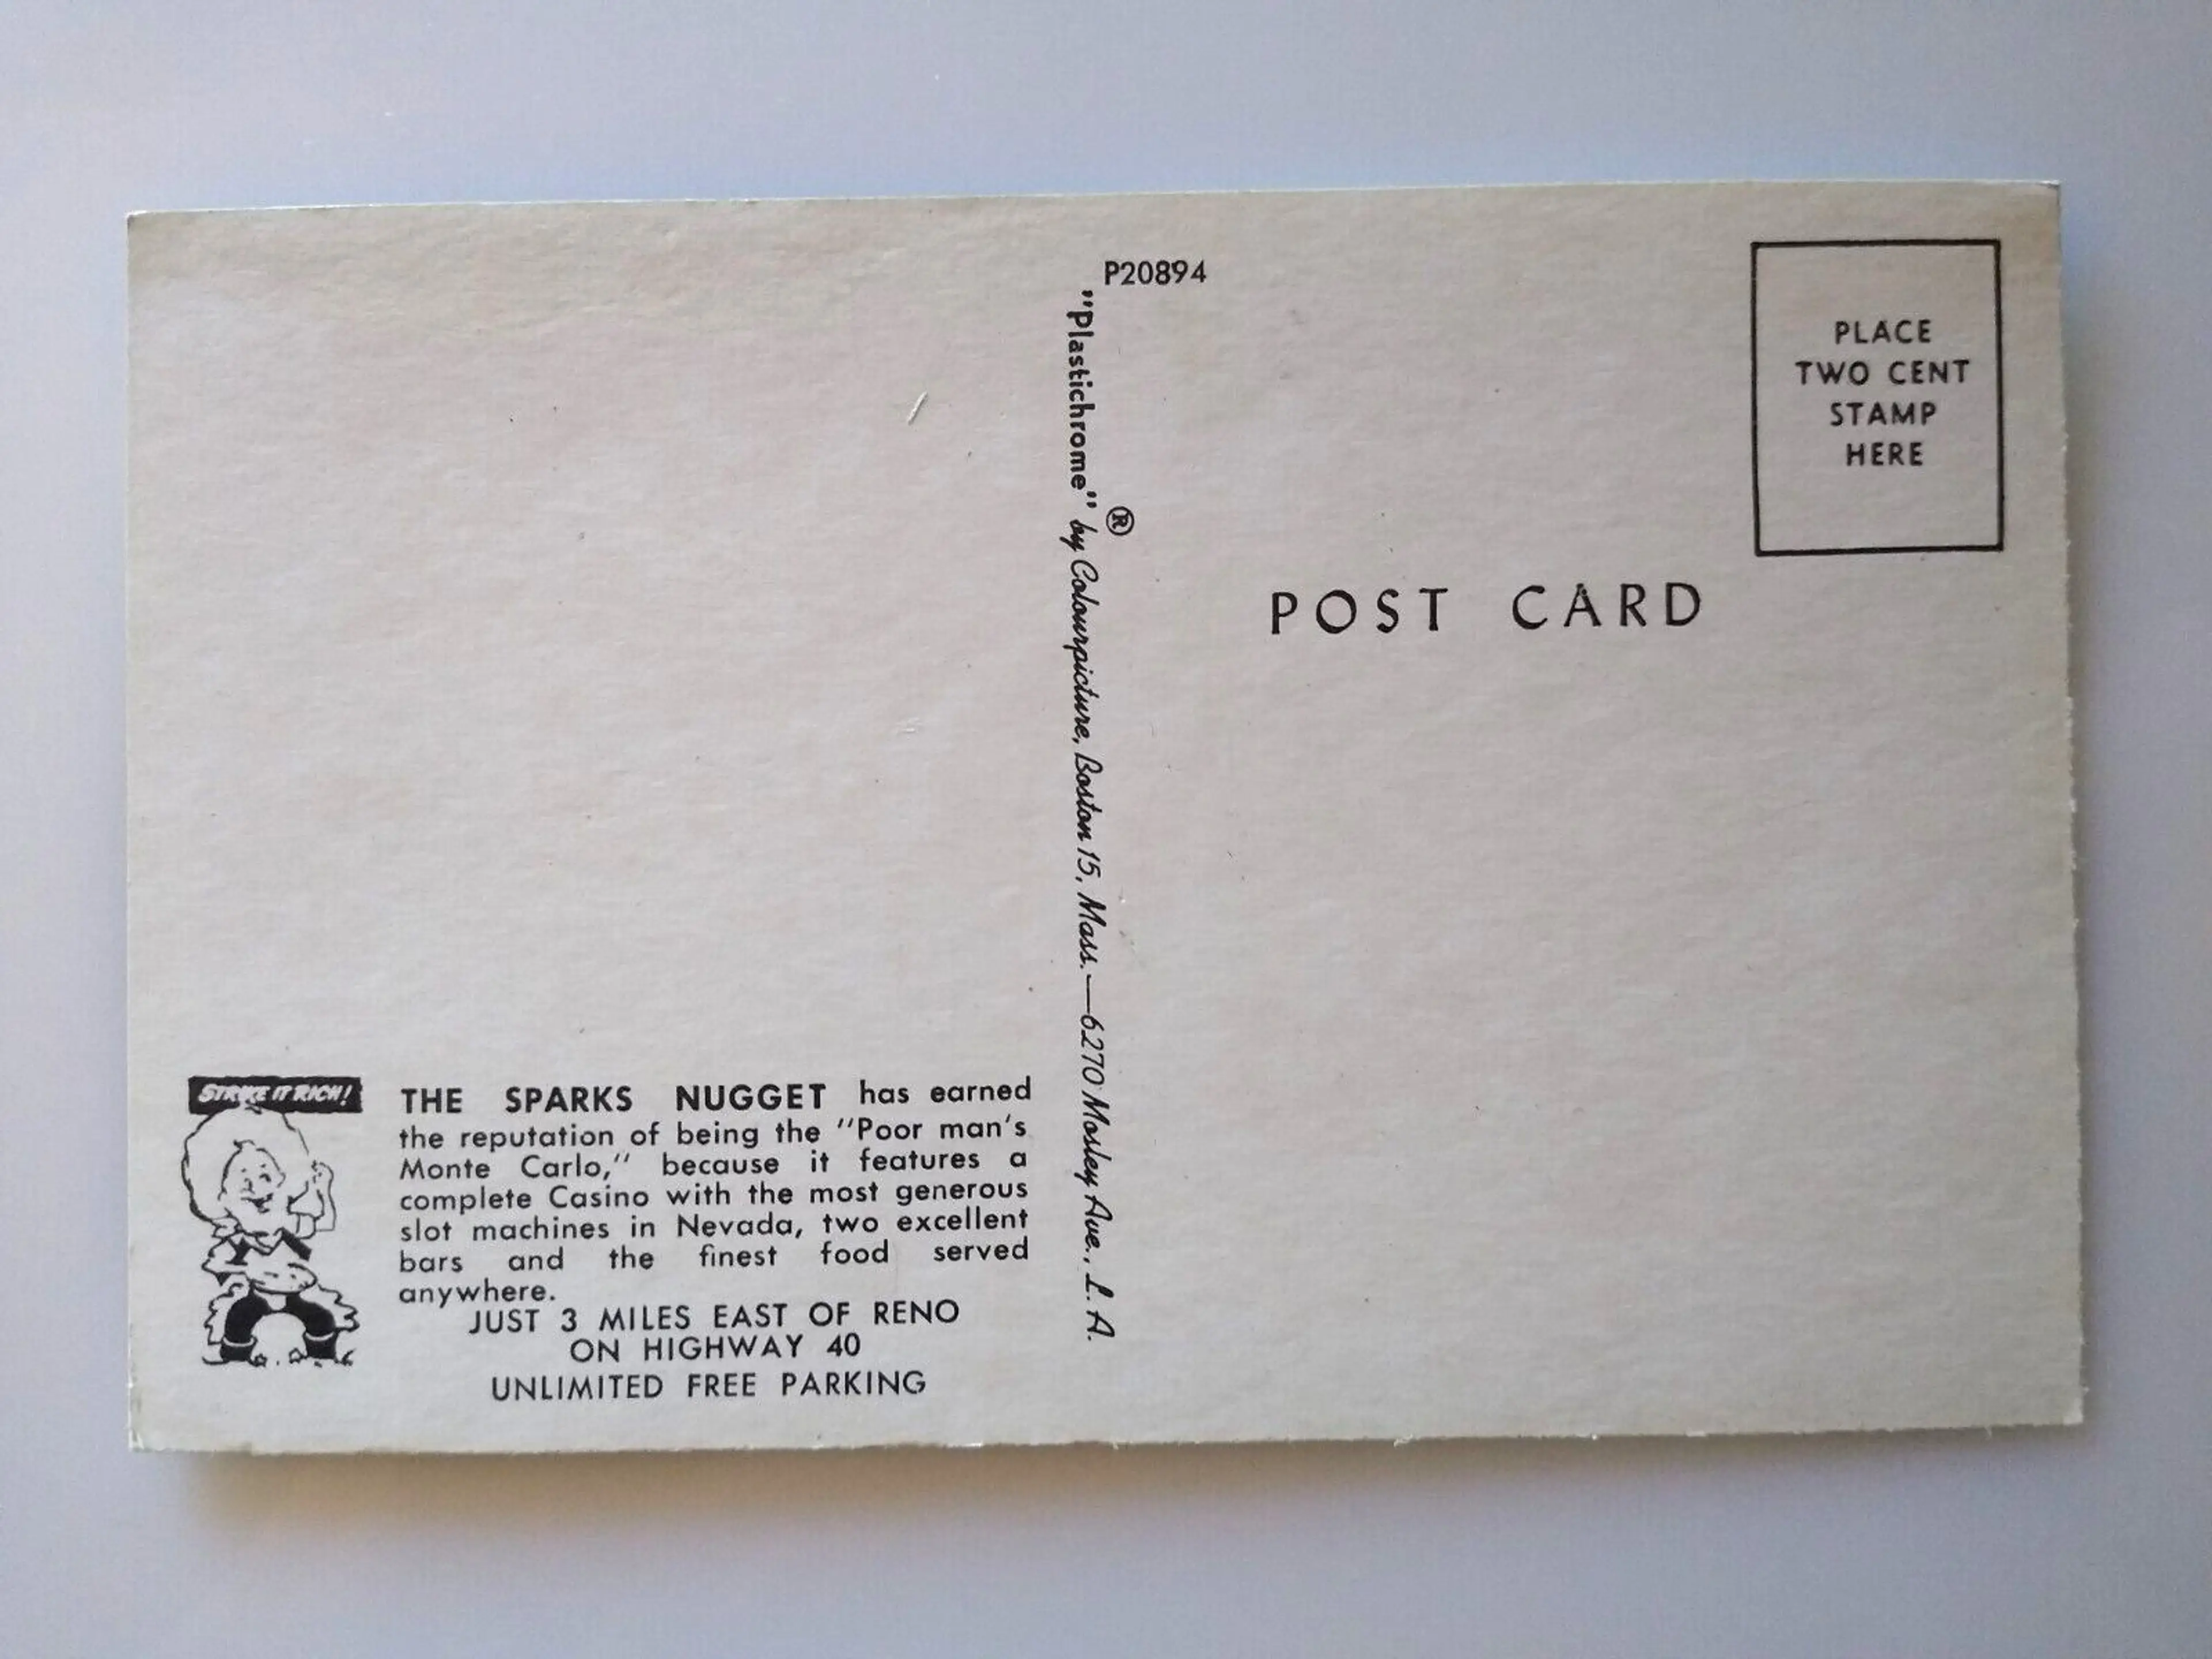 P20894
PLACE
TWO CENT
STAMP
HERE
"Plastichrome"® by Colourpicture, Boston 15, Mass.—6270 Mosley Ave., L. A.
POST CARD
STRIKE IT RICH!
THE SPARKS NUGGET has earned
the reputation of being the "Poor man's
Monte Carlo," because it features a
complete Casino with the most generous
slot machines in Nevada, two excellent
bars and the finest food served
anywhere.
JUST 3 MILES EAST OF RENO
ON HIGHWAY 40
UNLIMITED FREE PARKING